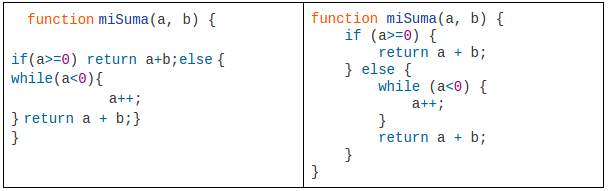 function miSuma(a, b) {
if(a>=0) return a+b;else {
while(a<0){
a++;
} return a + b;}
}
function miSuma(a, b) {
if (a>=0) {
return a + b;
} else {
while (a<0) {
a++;
}
return a + b;
}
}